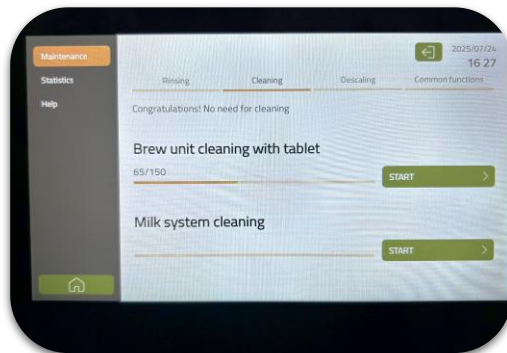 Maintenance
Statistics
Help
2025/07/24
16 27
Rinsing
Cleaning
Descaling
Common functions
Congratulations! No need for cleaning
Brew unit cleaning with tablet
65/150
START
Milk system cleaning
START